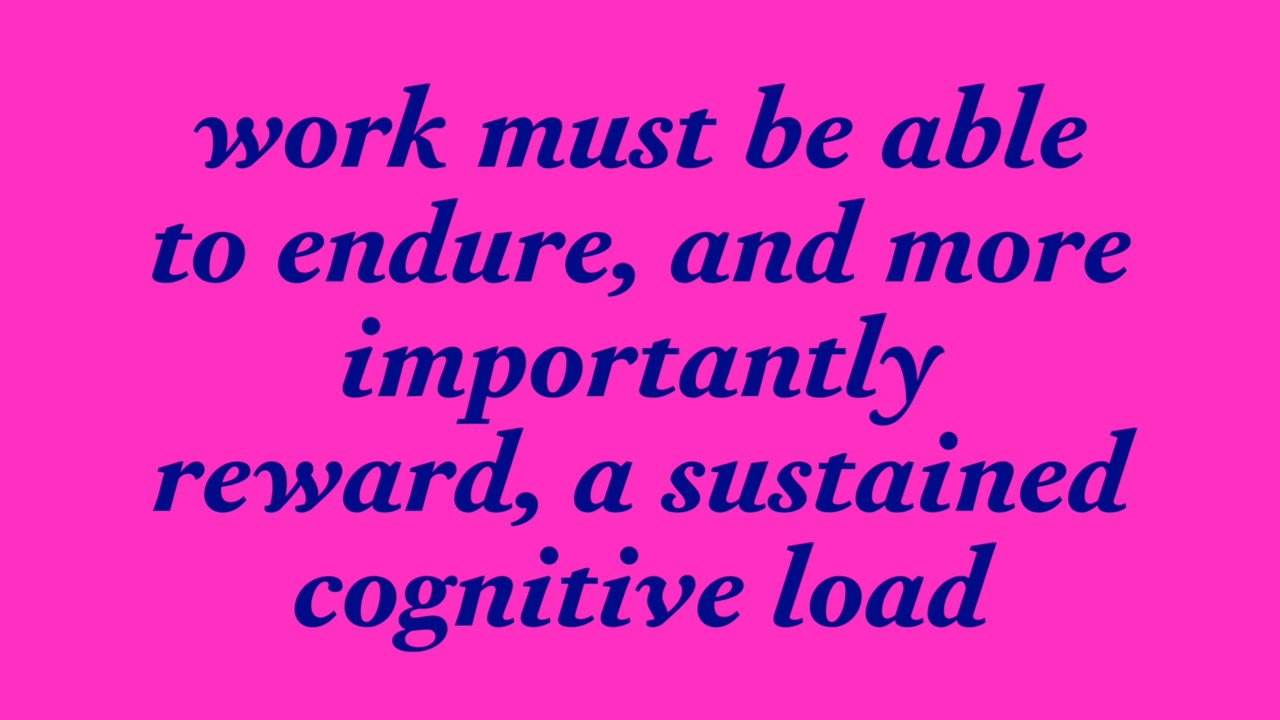 work must be able
to endure, and more
importantly
reward, a sustained
cognitive load